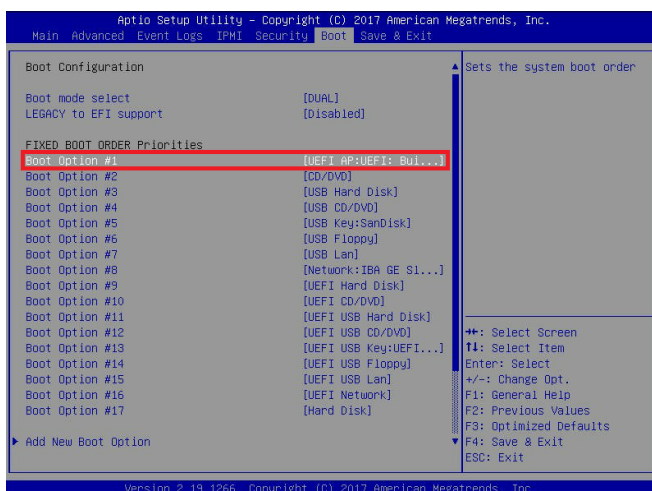 Aptio Setup Utility – Copyright (C) 2017 American Megatrends, Inc.
Main Advanced Event Logs IPMI Security Boot Save & Exit
Boot Configuration
Boot mode select [DUAL]
LEGACY to EFI support [Disabled]
FIXED BOOT ORDER Priorities
Boot Option #1 [UEFI AP:UEFI: Bui...]
Boot Option #2 [CD/DVD]
Boot Option #3 [USB Hard Disk]
Boot Option #4 [USB CD/DVD]
Boot Option #5 [USB Key:SanDisk]
Boot Option #6 [USB Floppy]
Boot Option #7 [USB Lan]
Boot Option #8 [Network:IBA GE Sl...]
Boot Option #9 [UEFI Hard Disk]
Boot Option #10 [UEFI CD/DVD]
Boot Option #11 [UEFI USB Hard Disk]
Boot Option #12 [UEFI USB CD/DVD]
Boot Option #13 [UEFI USB Key:UEFI...]
Boot Option #14 [UEFI USB Floppy]
Boot Option #15 [UEFI USB Lan]
Boot Option #16 [UEFI Network]
Boot Option #17 [Hard Disk]
Add New Boot Option
Sets the system boot order
→←: Select Screen
↑↓: Select Item
Enter: Select
+/-: Change Opt.
F1: General Help
F2: Previous Values
F3: Optimized Defaults
F4: Save & Exit
ESC: Exit
Version 2.19.1266. Copyright (C) 2017 American Megatrends, Inc.